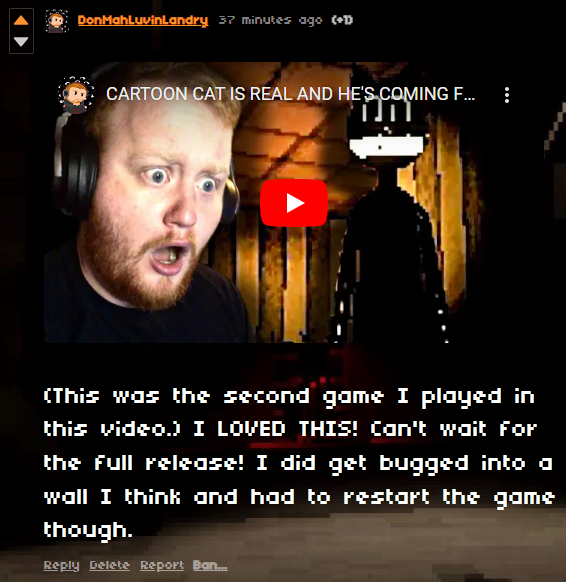 DonMahLuvinLandry 37 minutes ago (+1)
CARTOON CAT IS REAL AND HE'S COMING F...
(This was the second game I played in
this video.) I LOVED THIS! Can't wait for
the full release! I did get bugged into a
wall I think and had to restart the game
though.
Reply Delete Report Ban...